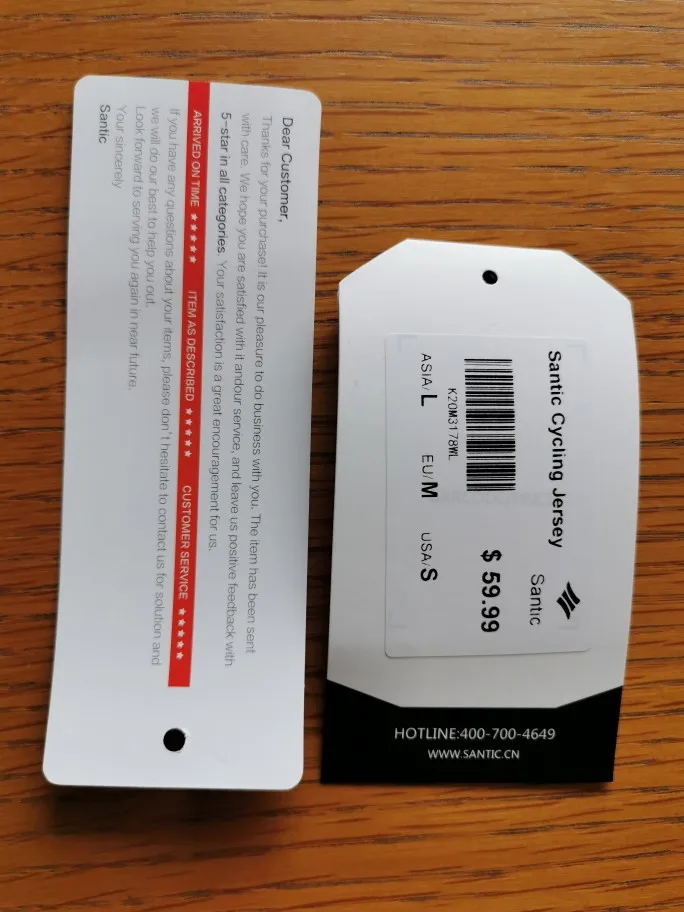 Dear Customer,
Thanks for your purchase! It is our pleasure to do business with you. The item has been sent
with care. We hope you are satisfied with it andour service, and leave us positive feedback with
5-star in all categories. Your satisfaction is a great encouragement for us.
ARRIVED ON TIME ★★★★★ ITEM AS DESCRIBED ★★★★★ CUSTOMER SERVICE ★★★★★
If you have any questions about your items, please don't hesitate to contact us for solution and
we will do our best to help you out.
Look forward to serving you again in near future.
Your sincerely
Santic
Santic
Santic Cycling Jersey
$ 59.99
K20M3178WL
ASIA/L EU/M USA/S
HOTLINE:400-700-4649
WWW.SANTIC.CN